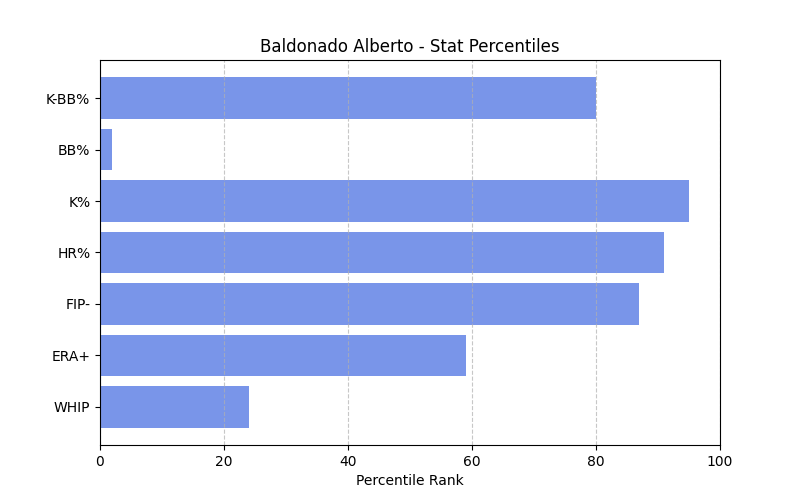 Baldonado Alberto - Stat Percentiles
K-BB%
BB%
K%
HR%
FIP-
ERA+
WHIP
0 20 40 60 80 100
Percentile Rank